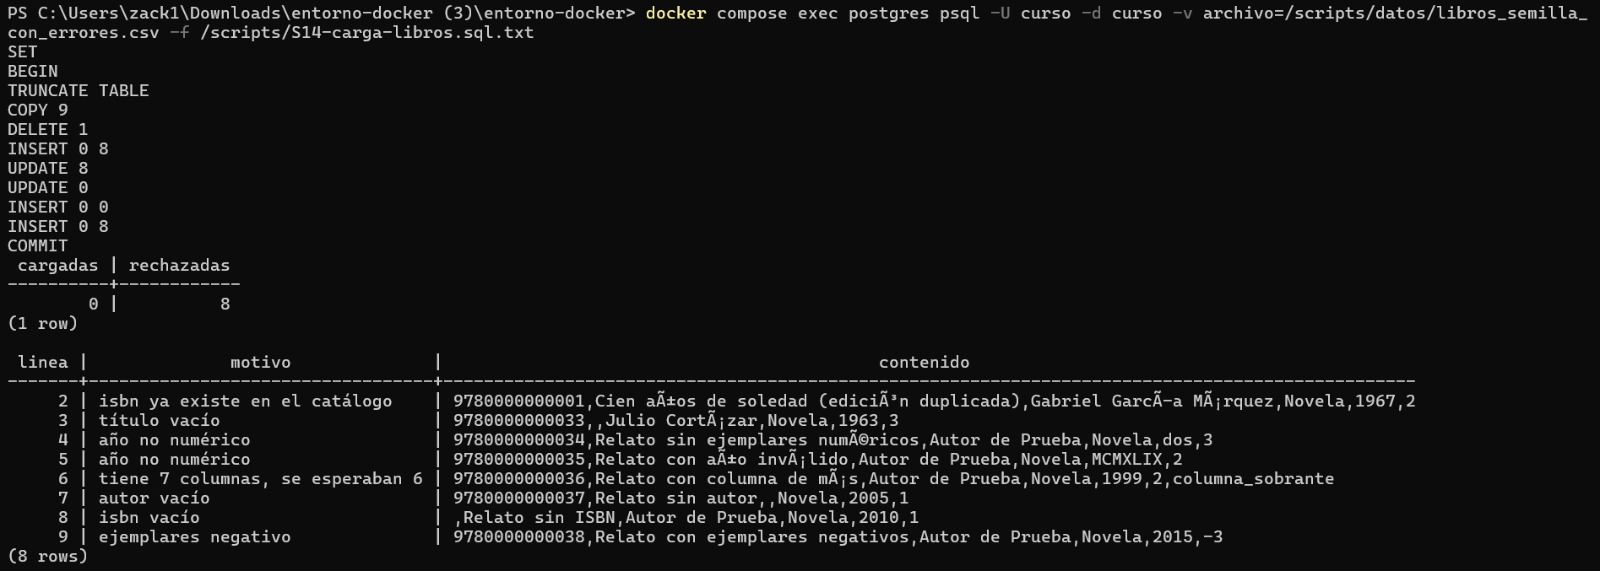 PS C:\Users\zack1\Downloads\entorno-docker (3)\entorno-docker> docker compose exec postgres psql -U curso -d curso -v archivo=/scripts/datos/libros_semilla_
con_errores.csv -f /scripts/S14-carga-libros.sql.txt
SET
BEGIN
TRUNCATE TABLE
COPY 9
DELETE 1
INSERT 0 8
UPDATE 8
UPDATE 0
INSERT 0 0
INSERT 0 8
COMMIT
 cargadas | rechazadas
----------+------------
        0 |          8
(1 row)

 linea |              motivo              |                                           contenido
-------+----------------------------------+-------------------------------------------------------------------------------------------------
     2 | isbn ya existe en el catálogo    | 9780000000001,Cien aÃ±os de soledad (ediciÃ³n duplicada),Gabriel GarcÃ-a MÃ¡rquez,Novela,1967,2
     3 | título vacío                     | 9780000000033,,Julio CortÃ¡zar,Novela,1963,3
     4 | año no numérico                  | 9780000000034,Relato sin ejemplares numÃ©ricos,Autor de Prueba,Novela,dos,3
     5 | año no numérico                  | 9780000000035,Relato con aÃ±o invÃ¡lido,Autor de Prueba,Novela,MCMXLIX,2
     6 | tiene 7 columnas, se esperaban 6 | 9780000000036,Relato con columna de mÃ¡s,Autor de Prueba,Novela,1999,2,columna_sobrante
     7 | autor vacío                      | 9780000000037,Relato sin autor,,Novela,2005,1
     8 | isbn vacío                       | ,Relato sin ISBN,Autor de Prueba,Novela,2010,1
     9 | ejemplares negativo              | 9780000000038,Relato con ejemplares negativos,Autor de Prueba,Novela,2015,-3
(8 rows)